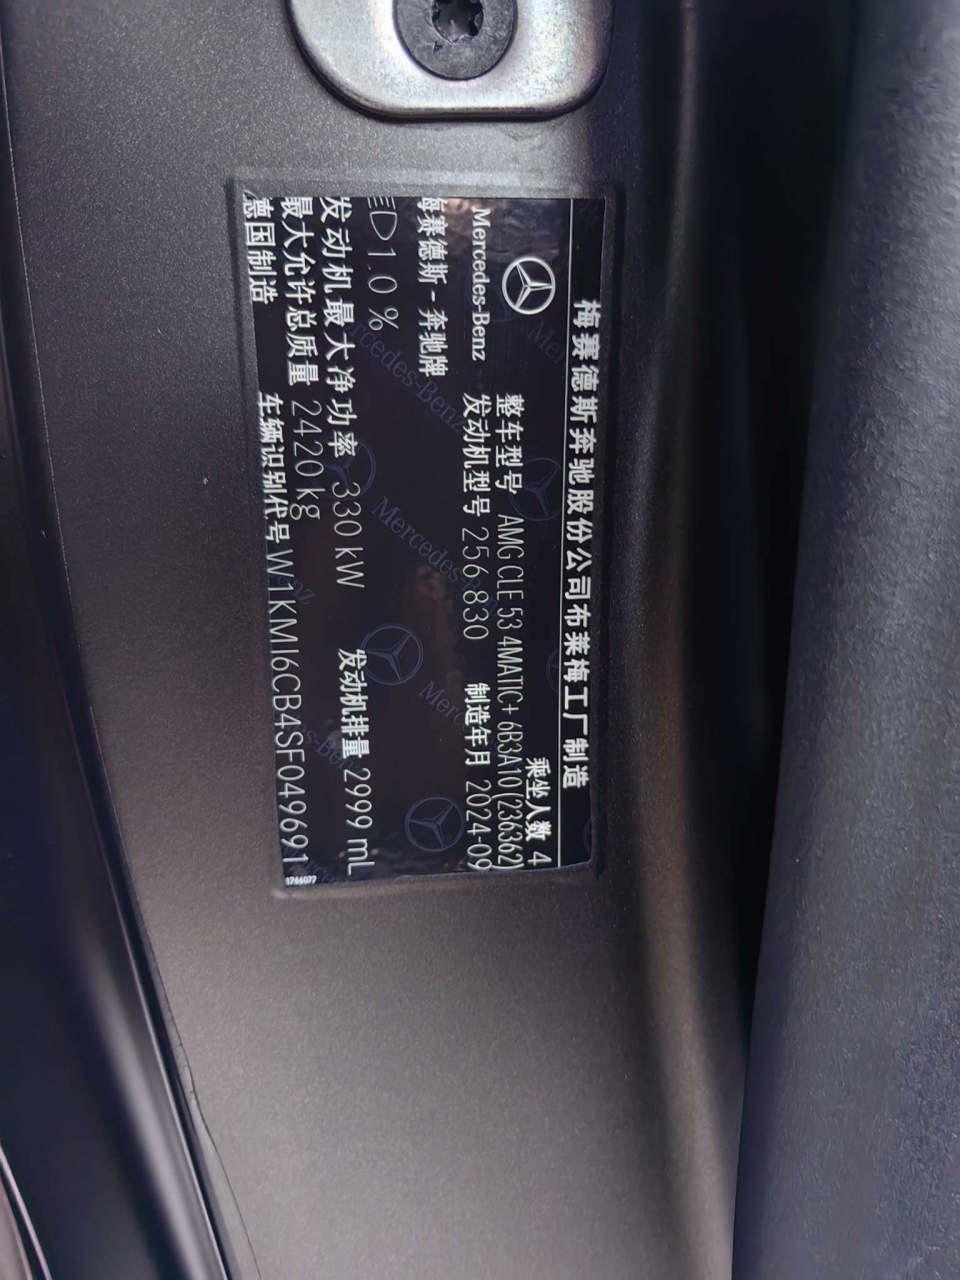 梅赛德斯奔驰股份公司布莱梅工厂制造
乘坐人数 4
Mercedes-Benz
整车型号 AMG CLE 53 4MATIC+ 6B3A10(236362)
发动机型号 256 830 制造年月 2024-09
梅赛德斯-奔驰牌
1.0 %
发动机最大净功率 330 kW 发动机排量 2999 mL
最大允许总质量 2420 kg
德国制造 车辆识别代号 W1KMI6CB4SF049691
1766077